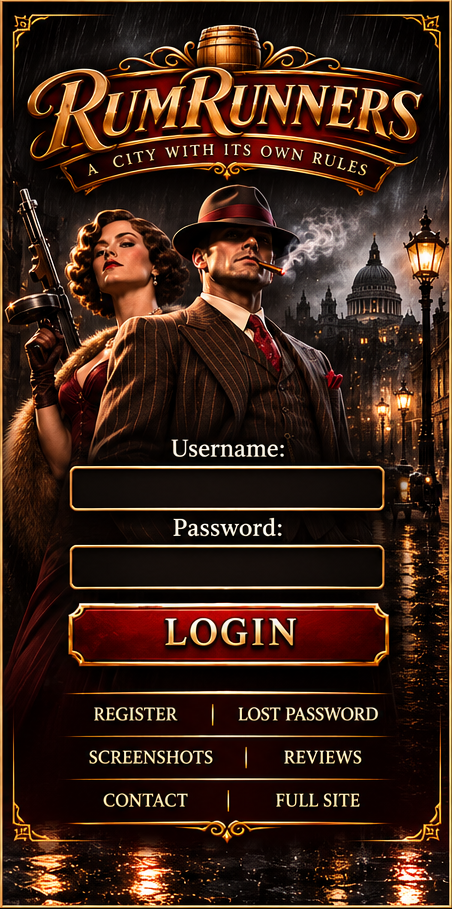 RUMRUNNERS
A CITY WITH ITS OWN RULES
Username:
Password:
LOGIN
REGISTER | LOST PASSWORD
SCREENSHOTS | REVIEWS
CONTACT | FULL SITE